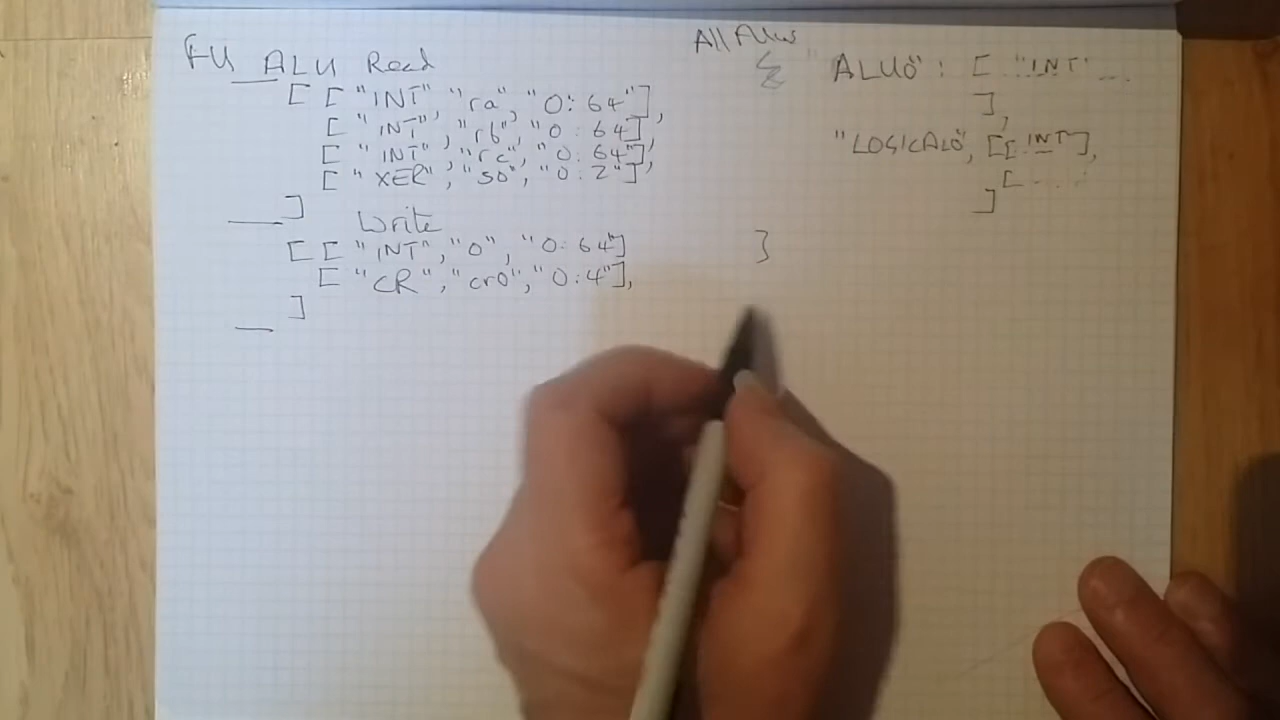 FU ALU Read
[ [ "INT", "ra", "0:64"],
[ "INT", "rb", "0:64],
[ "INT", "rc", "0:64"],
[ "XER", "so", "0:2"]
]
Write
[ [ "INT", "o", "0:64"]
[ "CR", "cr0", "0:4"],
]
All FUs
{ "ALU0": [ "INT" ...
],
"LOGICAL0", [[ INT],
[ ....
]
}